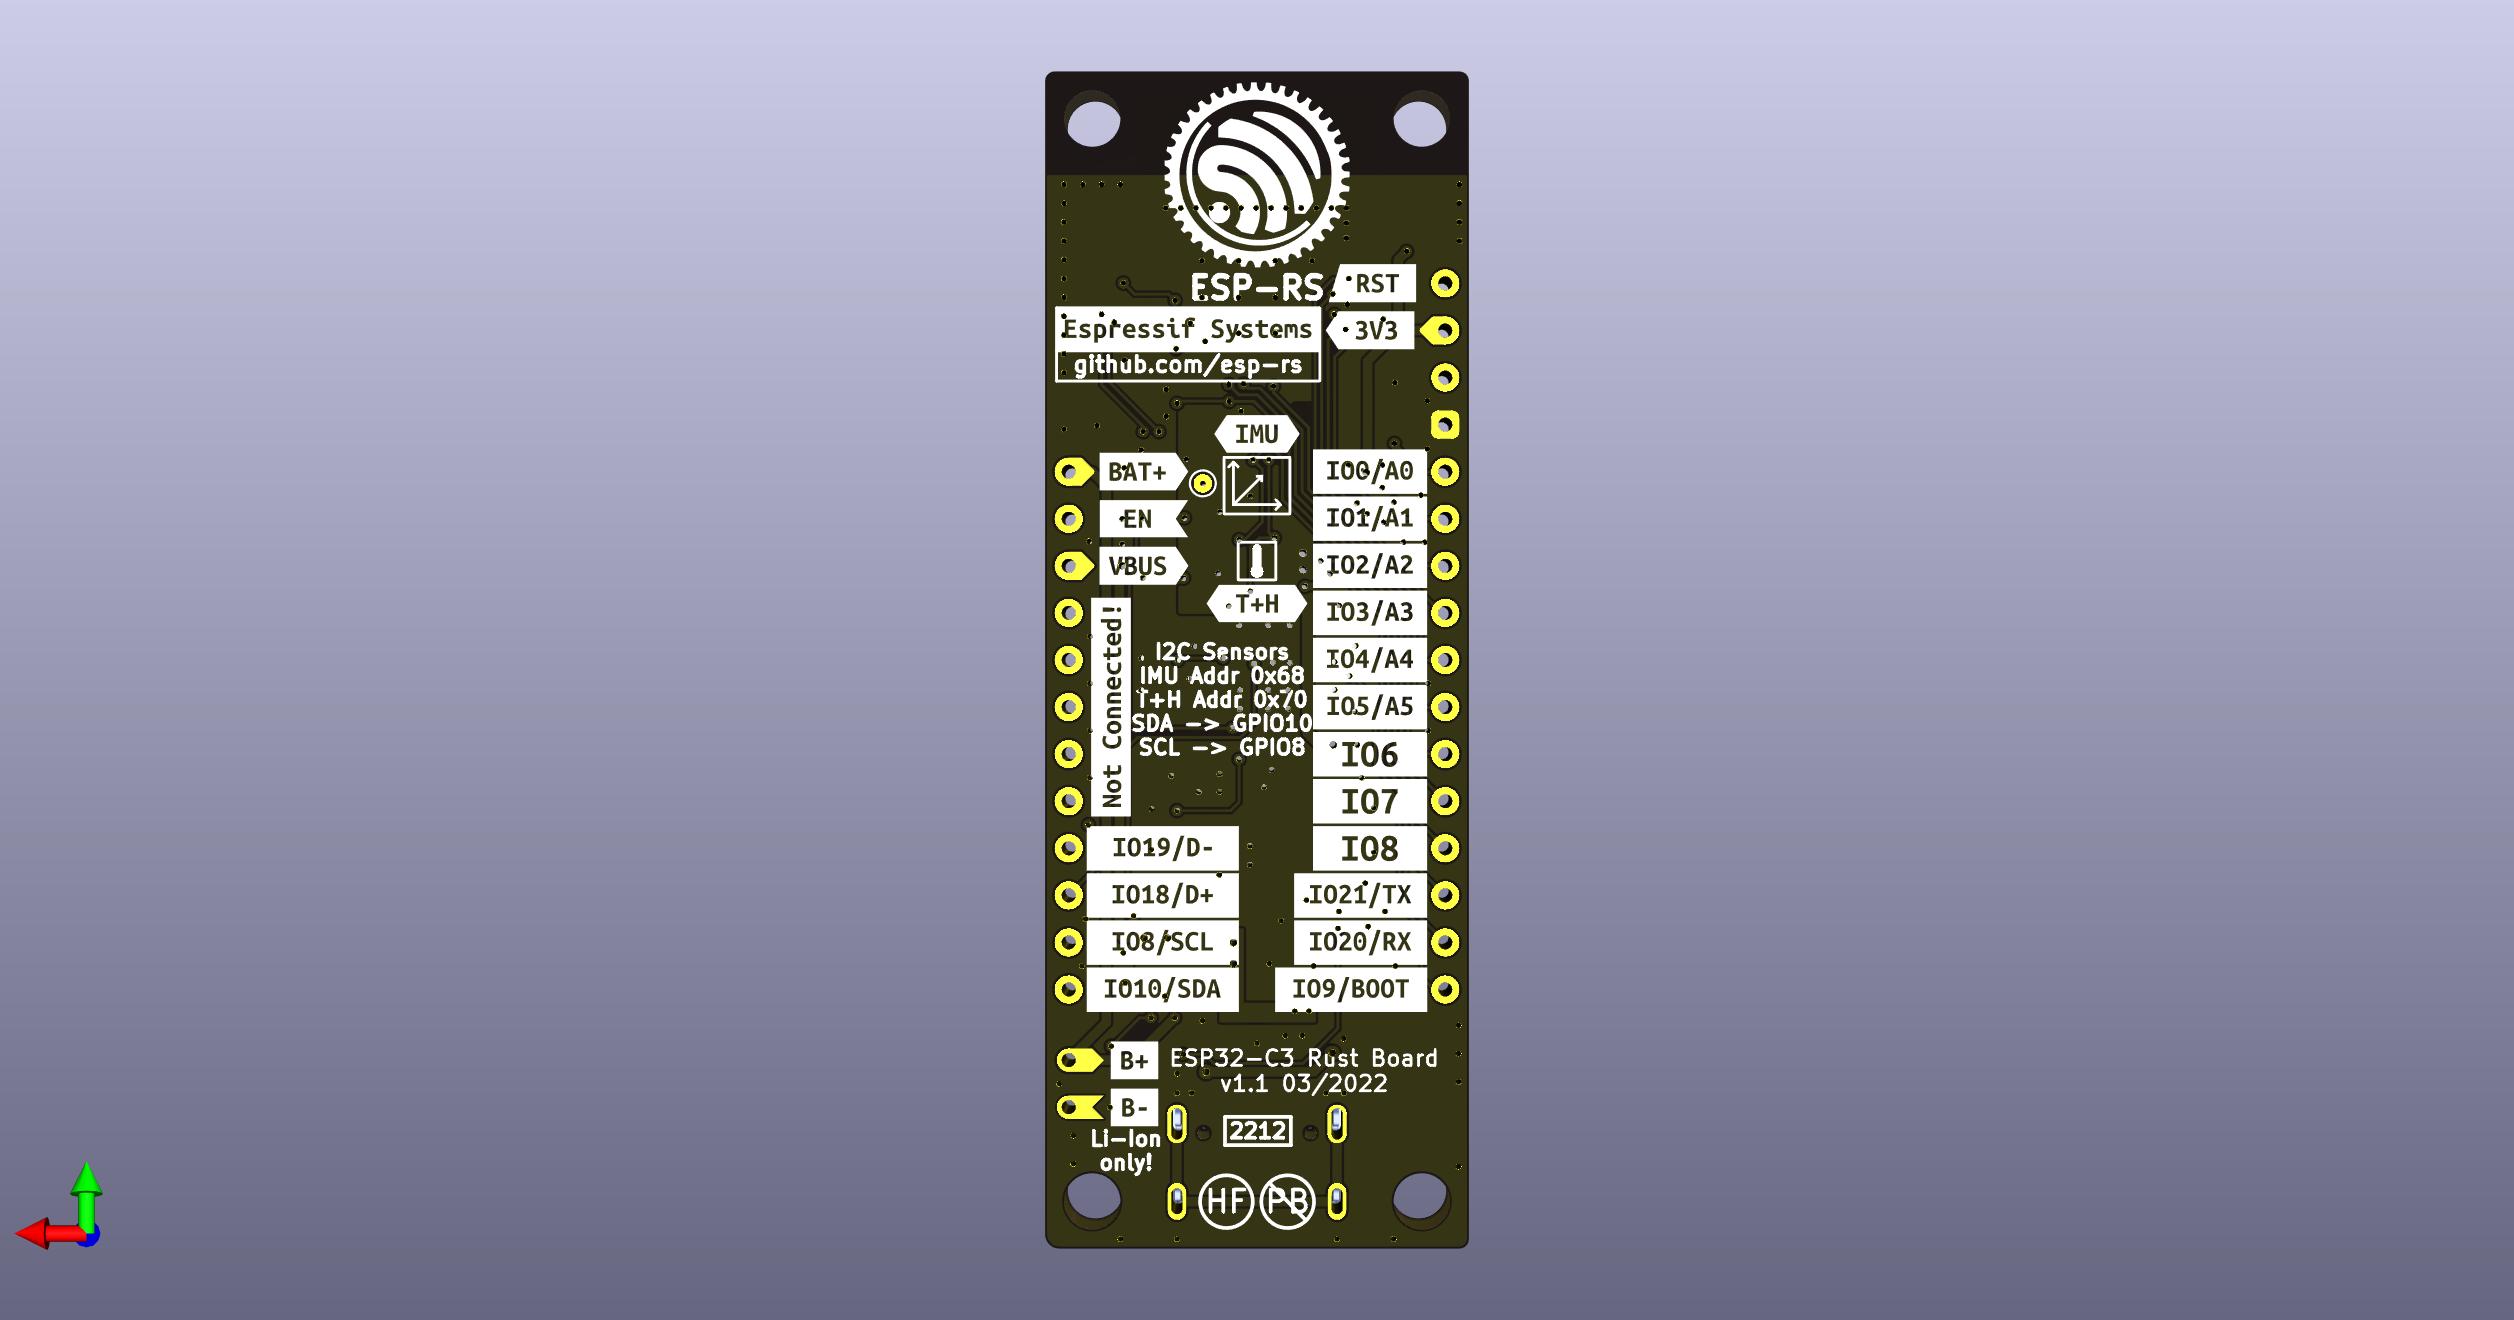 ESP-RS
RST
Espressif Systems
3V3
github.com/esp-rs
IMU
BAT+
IO0/A0
EN
IO1/A1
VBUS
IO2/A2
T+H
IO3/A3
Not Connected!
I2C Sensors
IMU Addr 0x68
T+H Addr 0x70
SDA -> GPIO10
SCL -> GPIO8
IO4/A4
IO5/A5
IO6
IO7
IO19/D-
IO8
IO18/D+
IO21/TX
IO8/SCL
IO20/RX
IO10/SDA
IO9/BOOT
B+
ESP32-C3 Rust Board
v1.1 03/2022
B-
Li-Ion
only!
2212
HF
PB